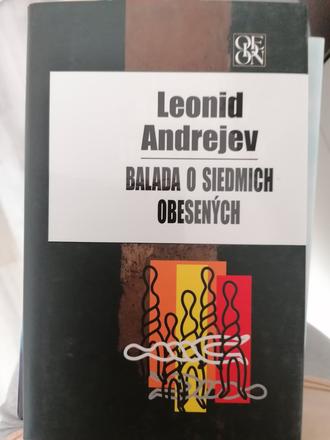 ODEON
Leonid
Andrejev
BALADA O SIEDMICH
OBESENÝCH